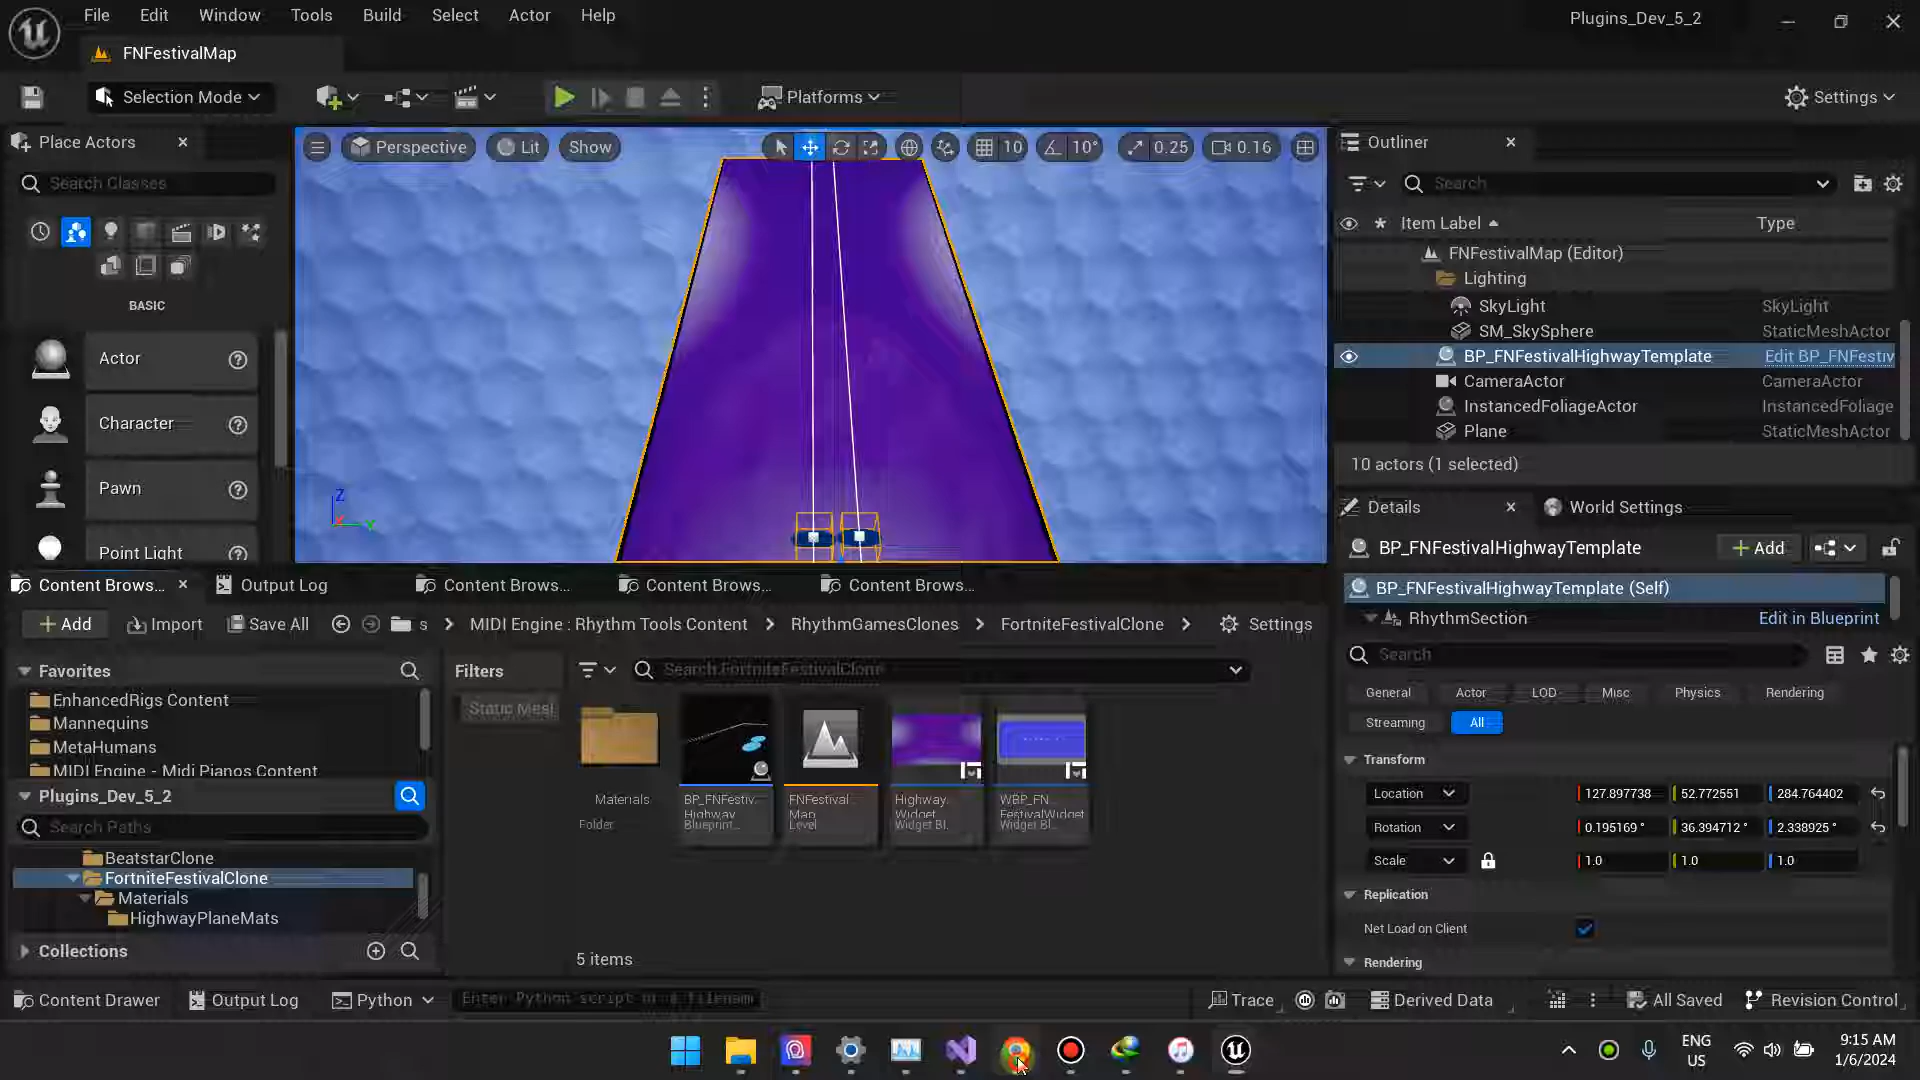 File Edit Window Tools Build Select Actor Help
Plugins_Dev_5_2
FNFestivalMap
Selection Mode
Platforms
Settings
Place Actors
Search Classes
BASIC
Actor
Character
Pawn
Point Light
Perspective
Lit
Show
10
10°
0.25
0.16
Z
X
Y
Outliner
Search
Item Label
Type
FNFestivalMap (Editor)
Lighting
SkyLight SkyLight
SM_SkySphere StaticMeshActor
BP_FNFestivalHighwayTemplate Edit BP_FNFestiv
CameraActor CameraActor
InstancedFoliageActor InstancedFoliage
Plane StaticMeshActor
10 actors (1 selected)
Details
World Settings
BP_FNFestivalHighwayTemplate
Add
BP_FNFestivalHighwayTemplate (Self)
RhythmSection Edit in Blueprint
Search
General Actor LOD Misc Physics Rendering
Streaming All
Transform
Location 127.897738 52.772551 284.764402
Rotation 0.195169 ° 36.394712 ° 2.338925 °
Scale 1.0 1.0 1.0
Replication
Net Load on Client
Rendering
Content Brows...
Output Log
Content Brows...
Content Brows...
Content Brows...
Add
Import
Save All
s > MIDI Engine : Rhythm Tools Content > RhythmGamesClones > FortniteFestivalClone >
Settings
Favorites
EnhancedRigs Content
Mannequins
MetaHumans
MIDI Engine - Midi Pianos Content
Plugins_Dev_5_2
Search Paths
BeatstarClone
FortniteFestivalClone
Materials
HighwayPlaneMats
Collections
Filters
Static Mesl
Search FortniteFestivalClone
Materials
Folder
BP_FNFestiv.
Highway
Blueprint...
FNFestival
Map
Level
Highway.
Widget
Widget Bl.
WBP_FN
FestivalWidget
Widget Bl.
5 items
Content Drawer
Output Log
Python
Enter Python script or a filenam
Trace
Derived Data
All Saved
Revision Control
ENG
US
9:15 AM
1/6/2024